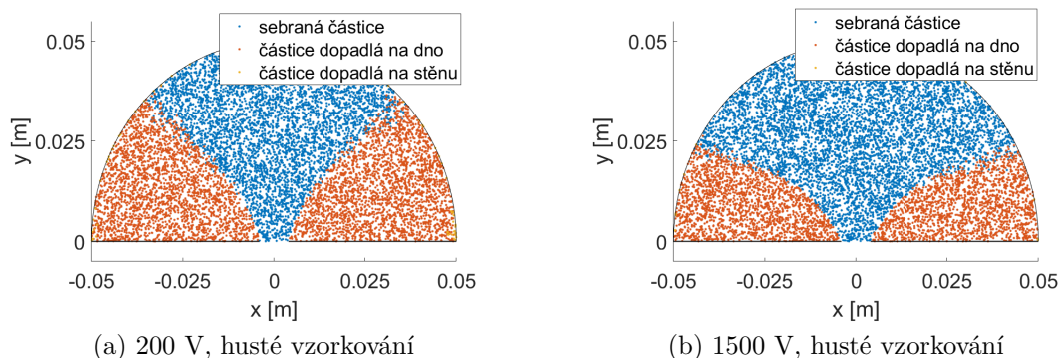 sebraná částice
částice dopadlá na dno
částice dopadlá na stěnu
0.05
0.025
0
y [m]
-0.05
-0.025
0
0.025
0.05
x [m]
(a) 200 V, husté vzorkování
sebraná částice
částice dopadlá na dno
částice dopadlá na stěnu
0.05
0.025
0
y [m]
-0.05
-0.025
0
0.025
0.05
x [m]
(b) 1500 V, husté vzorkování